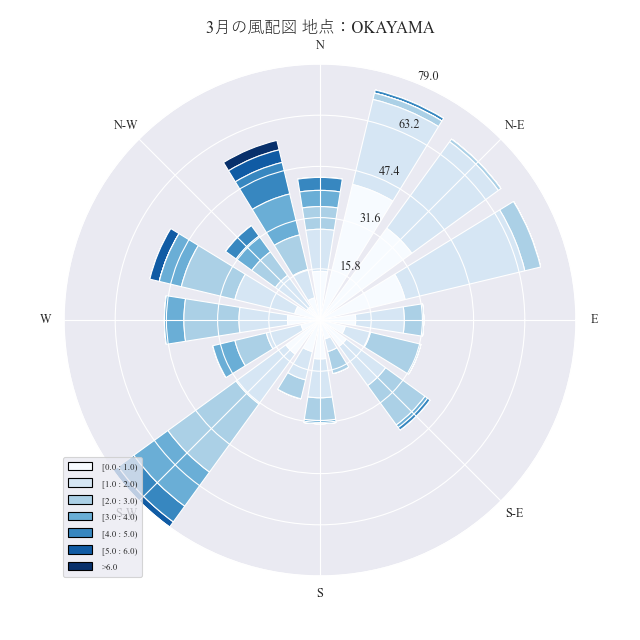 3月の風配図 地点：OKAYAMA
N
79.0
N-W
63.2
N-E
47.4
31.6
15.8
W
E
S-W
S-E
S
[0.0 : 1.0)
[1.0 : 2.0)
[2.0 : 3.0)
[3.0 : 4.0)
[4.0 : 5.0)
[5.0 : 6.0)
>6.0